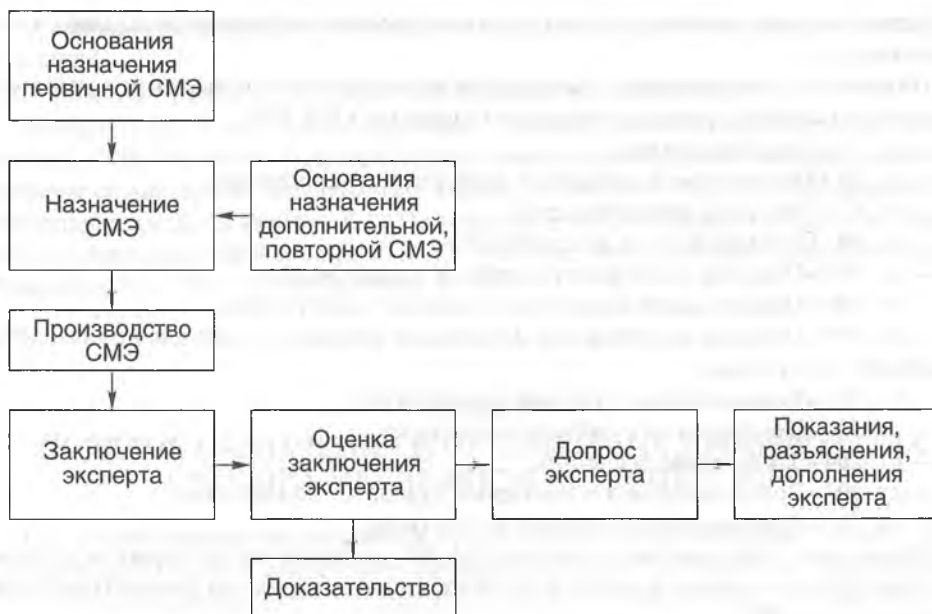 Основания
назначения
первичной СМЭ
Назначение
СМЭ
Основания
назначения
дополнительной,
повторной СМЭ
Производство
СМЭ
Заключение
эксперта
Оценка
заключения
эксперта
Допрос
эксперта
Показания,
разъяснения,
дополнения
эксперта
Доказательство